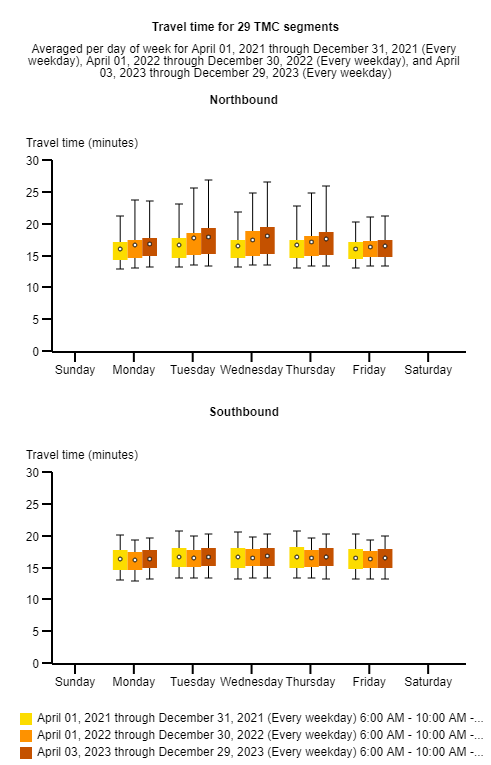 Travel time for 29 TMC segments
Averaged per day of week for April 01, 2021 through December 31, 2021 (Every
weekday), April 01, 2022 through December 30, 2022 (Every weekday), and April
03, 2023 through December 29, 2023 (Every weekday)
Northbound
Travel time (minutes)
30
25
20
15
10
5
0
Sunday Monday Tuesday Wednesday Thursday Friday Saturday
Southbound
Travel time (minutes)
30
25
20
15
10
5
0
Sunday Monday Tuesday Wednesday Thursday Friday Saturday
April 01, 2021 through December 31, 2021 (Every weekday) 6:00 AM - 10:00 AM -...
April 01, 2022 through December 30, 2022 (Every weekday) 6:00 AM - 10:00 AM -...
April 03, 2023 through December 29, 2023 (Every weekday) 6:00 AM - 10:00 AM -...